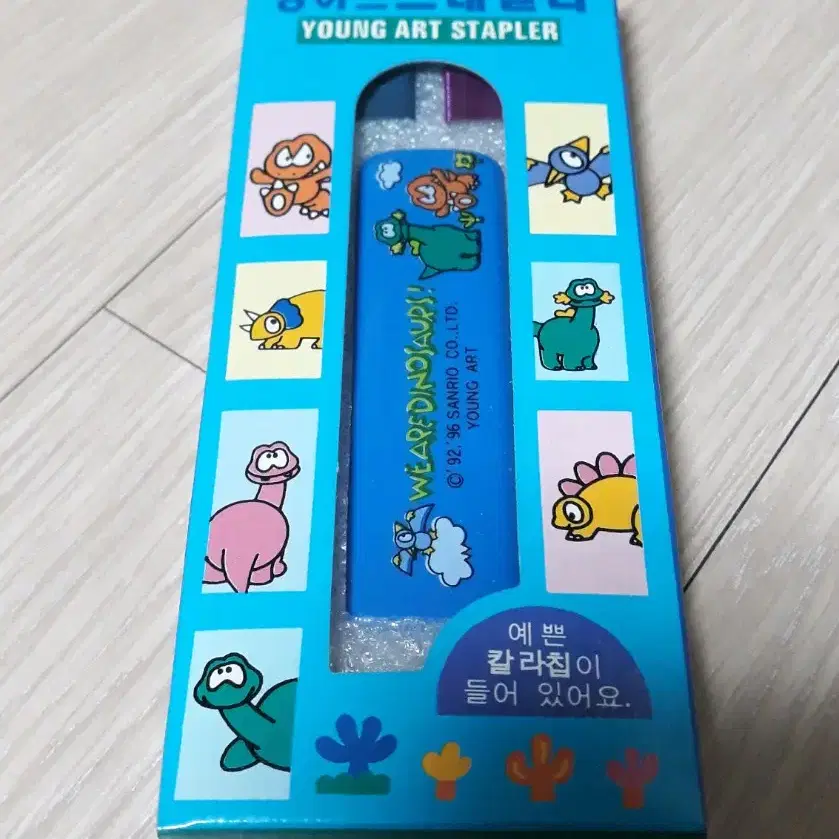 YOUNG ART STAPLER
WE ARE DINOSAURS!
©'92,'96 SANRIO CO.,LTD.
YOUNG ART
예쁜
칼라침이
들어 있어요.